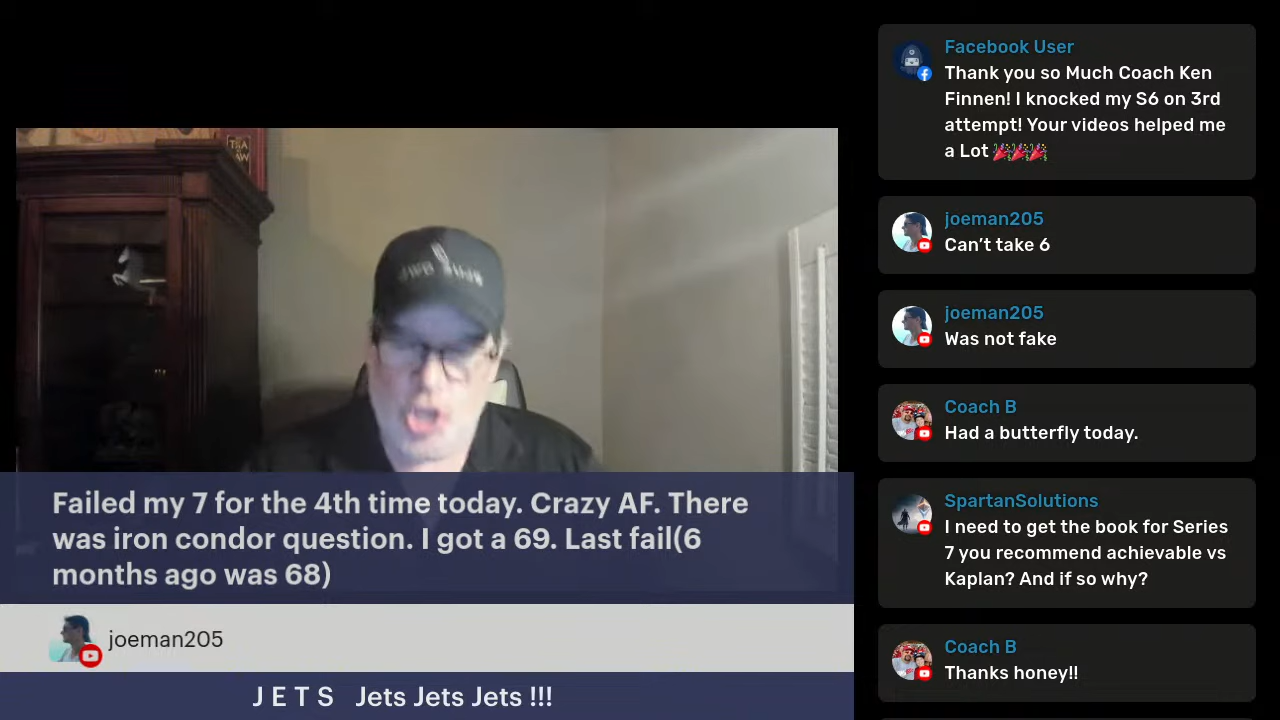 Failed my 7 for the 4th time today. Crazy AF. There
was iron condor question. I got a 69. Last fail(6
months ago was 68)
joeman205
J E T S Jets Jets Jets !!!
Facebook User
Thank you so Much Coach Ken
Finnen! I knocked my S6 on 3rd
attempt! Your videos helped me
a Lot 🎉🎉🎉
joeman205
Can’t take 6
joeman205
Was not fake
Coach B
Had a butterfly today.
SpartanSolutions
I need to get the book for Series
7 you recommend achievable vs
Kaplan? And if so why?
Coach B
Thanks honey!!